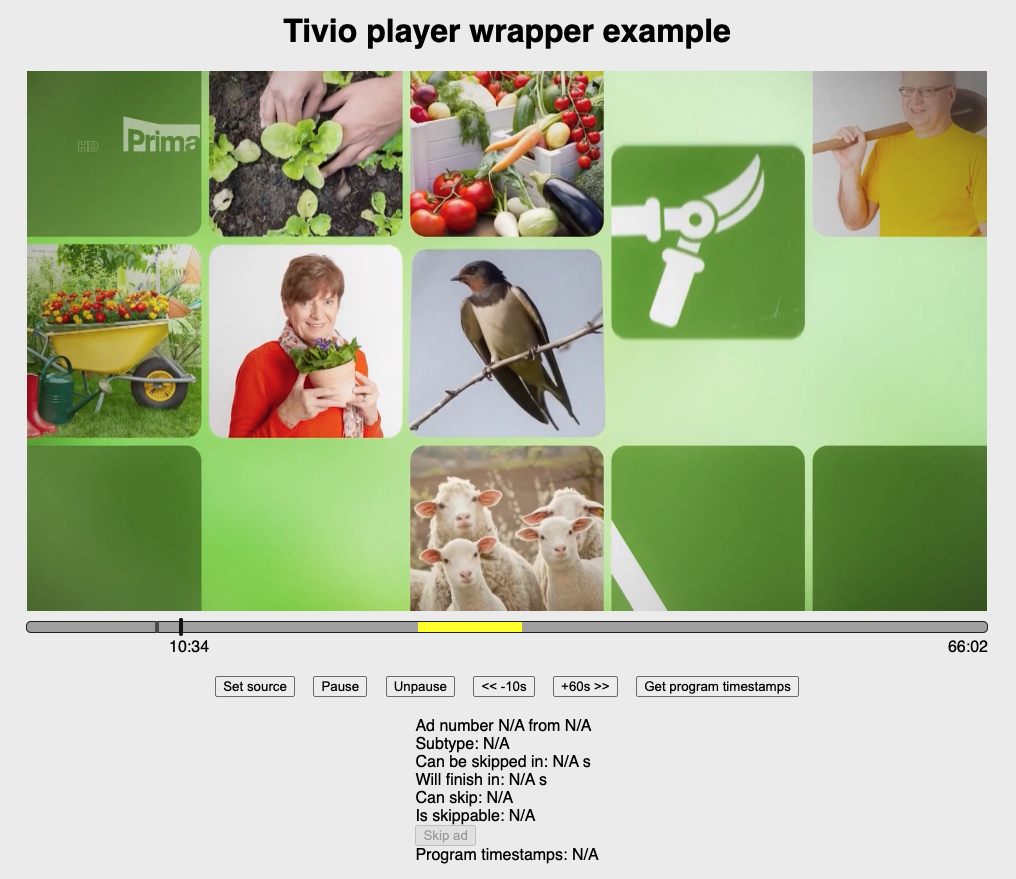 Tivio player wrapper example
HD Prima
10:34 66:02
Set source Pause Unpause << -10s +60s >> Get program timestamps
Ad number N/A from N/A
Subtype: N/A
Can be skipped in: N/A s
Will finish in: N/A s
Can skip: N/A
Is skippable: N/A
Skip ad
Program timestamps: N/A